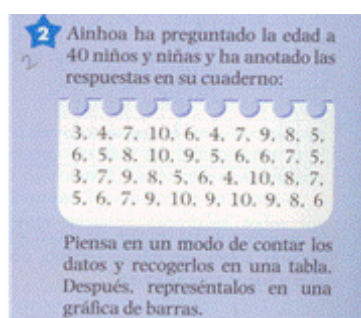 2 Ainhoa ha preguntado la edad a
2 40 niños y niñas y ha anotado las
respuestas en su cuaderno:
3, 4, 7, 10, 6, 4, 7, 9, 8, 5,
6, 5, 8, 10, 9, 5, 6, 6, 7, 5,
3, 7, 9, 8, 5, 6, 4, 10, 8, 7,
5, 6, 7, 9, 10, 9, 10, 9, 8, 6
Piensa en un modo de contar los
datos y recogerlos en una tabla.
Después, represéntalos en una
gráfica de barras.